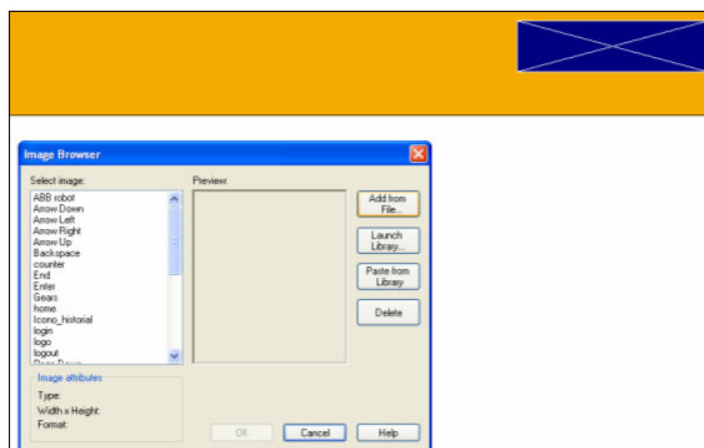 Image Browser
Select image:
Preview:
ABB robot
Arrow Down
Arrow Left
Arrow Right
Arrow Up
Backspace
counter
End
Enter
Gears
home
Icono_historial
login
logo
logout
Add from
File...
Launch
Library...
Paste from
Library
Delete
Image attributes
Type:
Width x Height:
Format:
OK
Cancel
Help